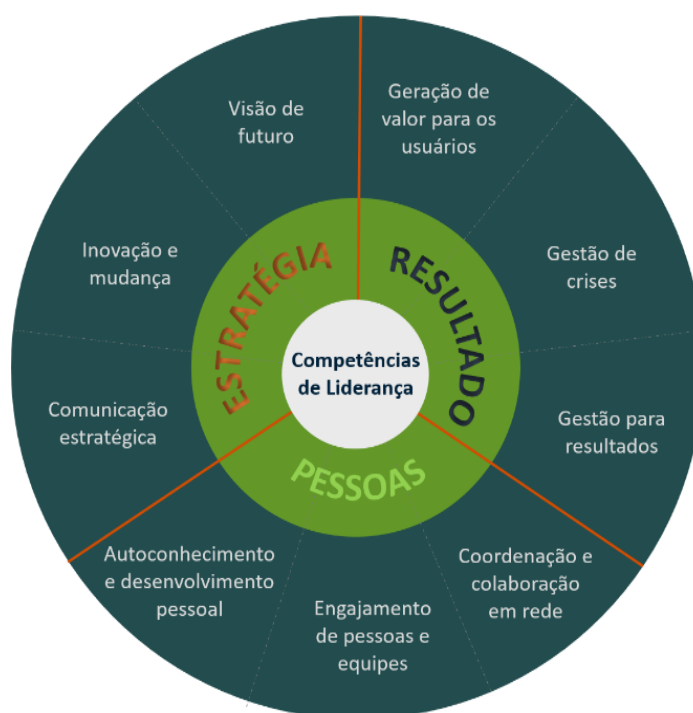 Visão de
futuro
Geração de
valor para os
usuários
Inovação e
mudança
Gestão de
crises
ESTRATÉGIA
RESULTADO
Competências
de Liderança
Comunicação
estratégica
Gestão para
resultados
PESSOAS
Autoconhecimento
e desenvolvimento
pessoal
Engajamento
de pessoas e
equipes
Coordenação e
colaboração
em rede